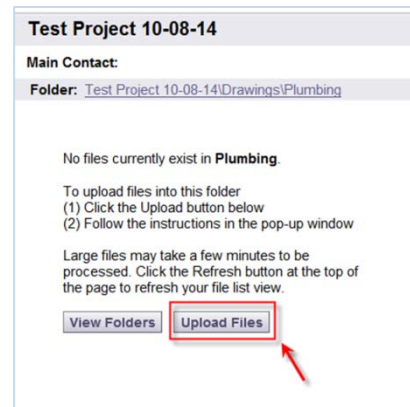 Test Project 10-08-14
Main Contact:
Folder: Test Project 10-08-14\Drawings\Plumbing
No files currently exist in Plumbing.
To upload files into this folder
(1) Click the Upload button below
(2) Follow the instructions in the pop-up window
Large files may take a few minutes to be
processed. Click the Refresh button at the top of
the page to refresh your file list view.
View Folders Upload Files